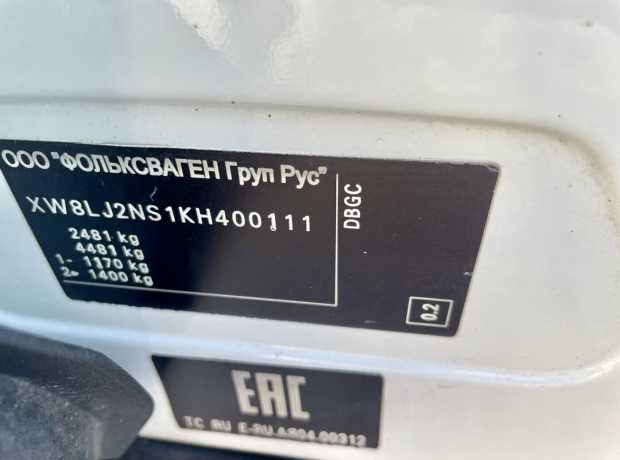 ООО "ФОЛЬКСВАГЕН Груп Рус"
XW8LJ2NS1KH400111
2481 kg
4481 kg
1- 1170 kg
2- 1400 kg
DBGC
0.2
EAC
TC RU E-RU.AB94.00312